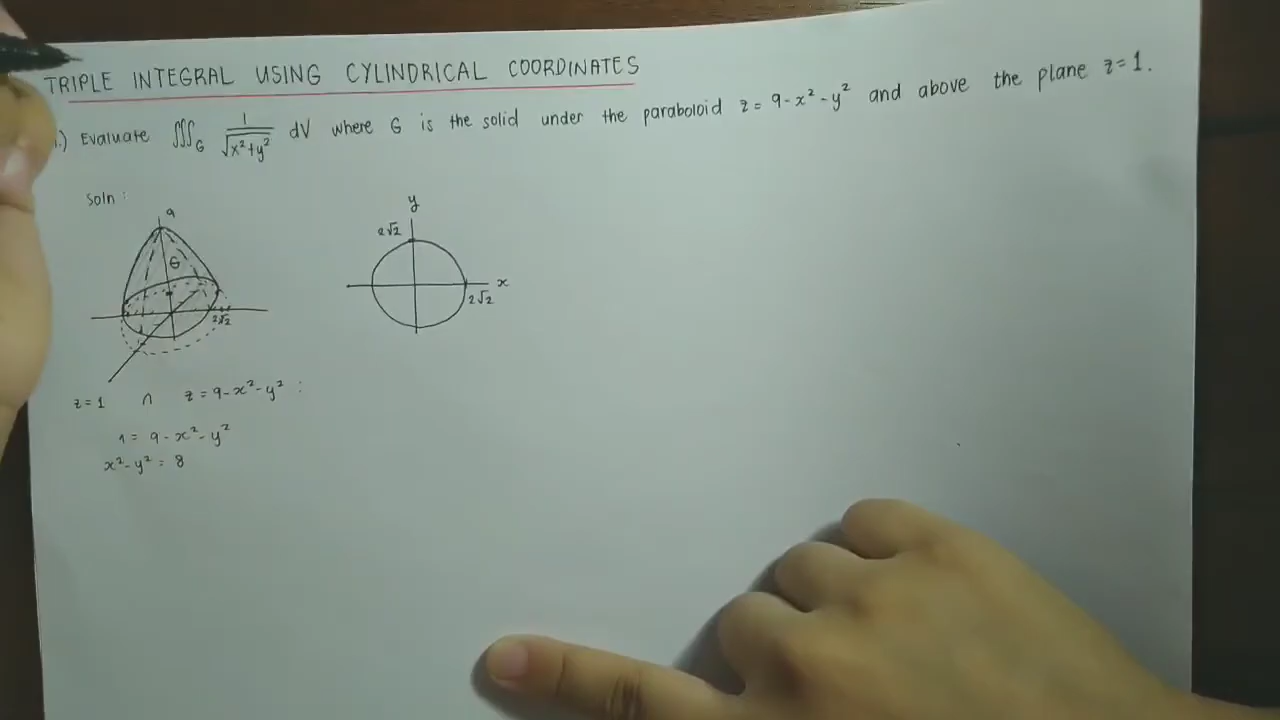 TRIPLE INTEGRAL USING CYLINDRICAL COORDINATES
.) Evaluate ∭_G 1/√(x²+y²) dV where G is the solid under the paraboloid z = 9-x²-y² and above the plane z=1.
Soln :
9
G
2√2
y
2√2
x
2√2
z=1 ∩ z = 9-x²-y² :
1 = 9-x²-y²
x²-y² = 8